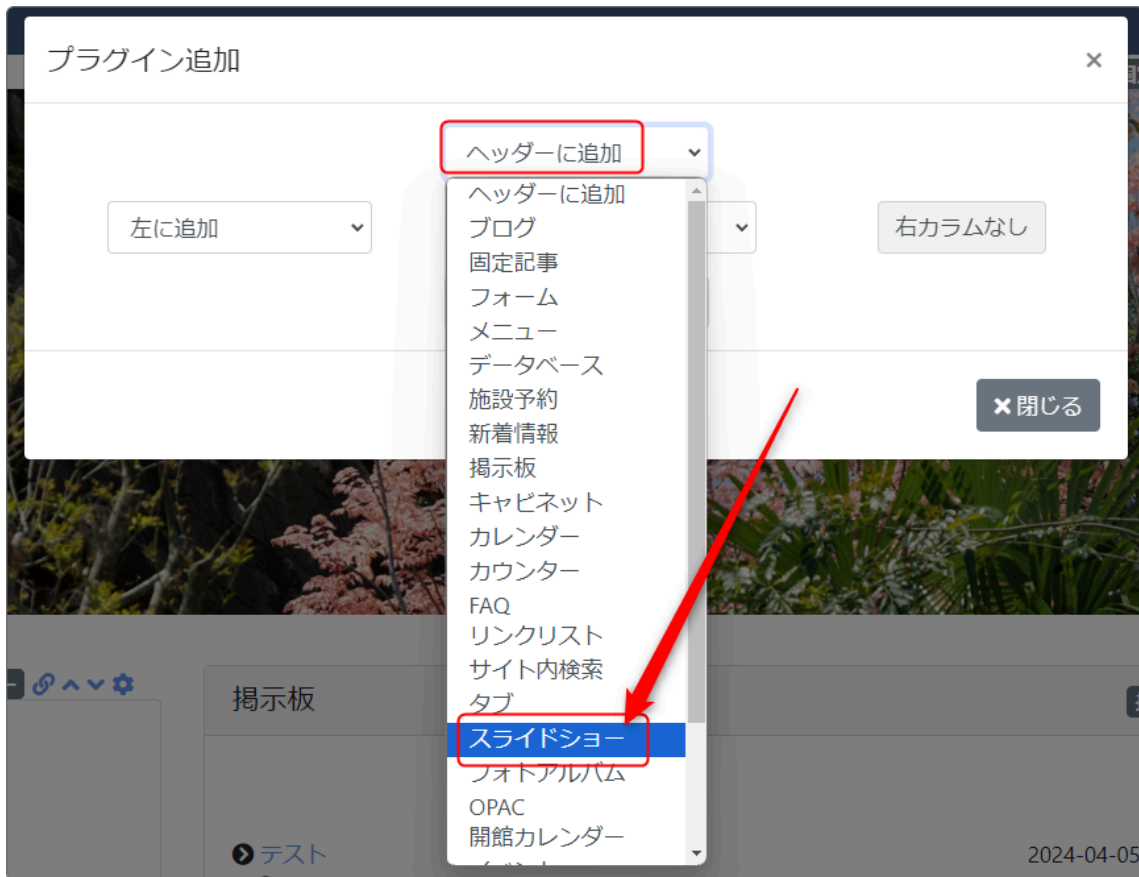 プラグイン追加
×
ヘッダーに追加
左に追加
右カラムなし
ヘッダーに追加
ブログ
固定記事
フォーム
メニュー
データベース
施設予約
新着情報
掲示板
キャビネット
カレンダー
カウンター
FAQ
リンクリスト
サイト内検索
タブ
スライドショー
フォトアルバム
OPAC
開館カレンダー
×閉じる
掲示板
テスト
2024-04-05